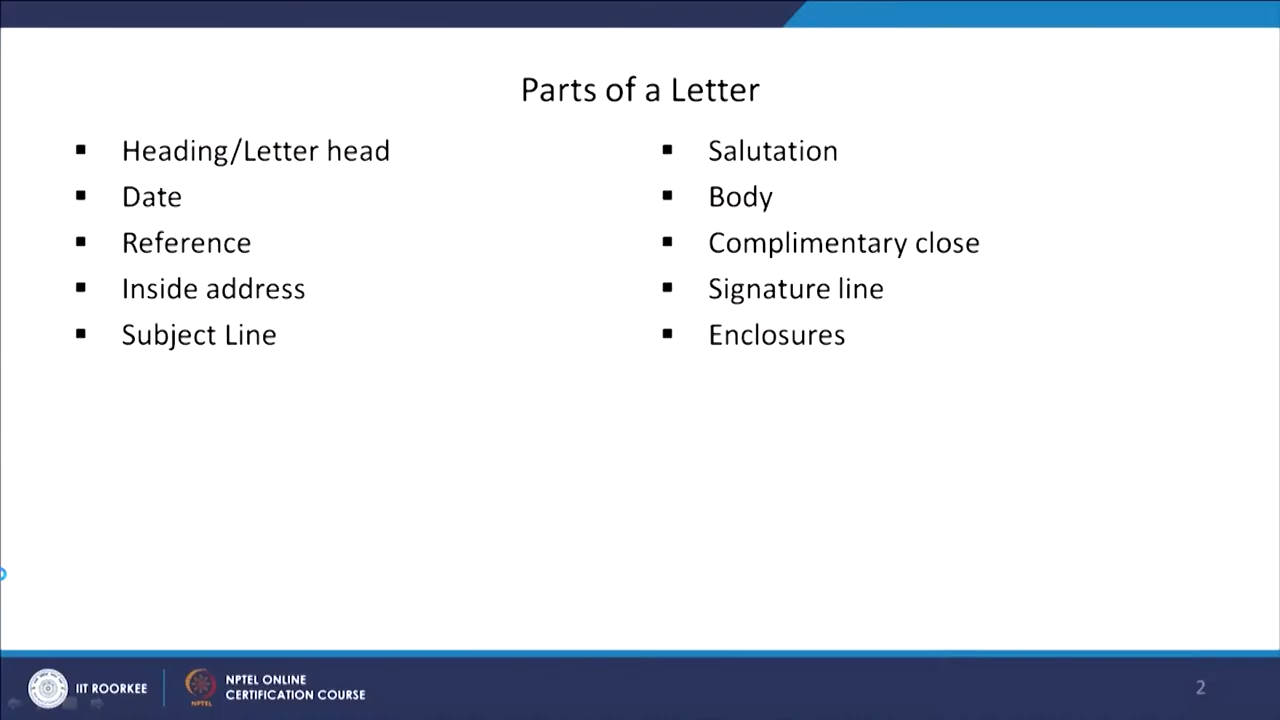 Parts of a Letter
Heading/Letter head
Date
Reference
Inside address
Subject Line
Salutation
Body
Complimentary close
Signature line
Enclosures
IIT ROORKEE
NPTEL
NPTEL ONLINE
CERTIFICATION COURSE
2